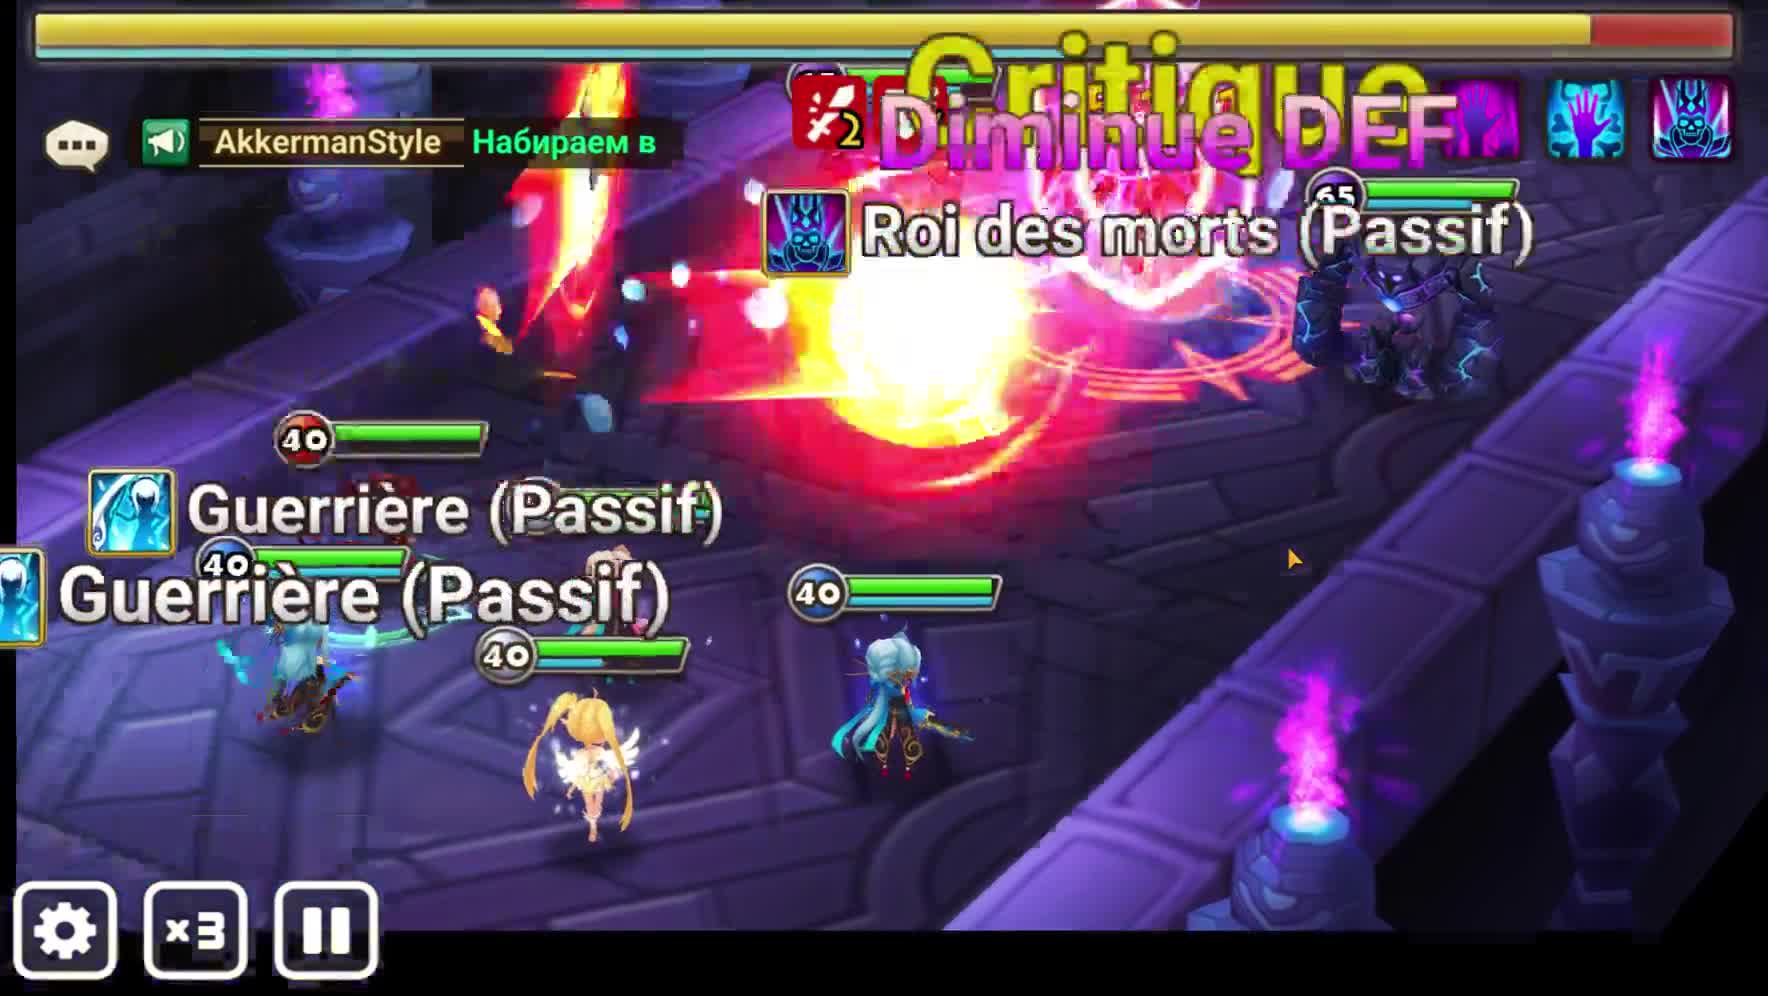 Critique
AkkermanStyle Набираем в
2
Diminue DEF
65
Roi des morts (Passif)
40
Guerrière (Passif)
40
Guerrière (Passif)
40
40
×3